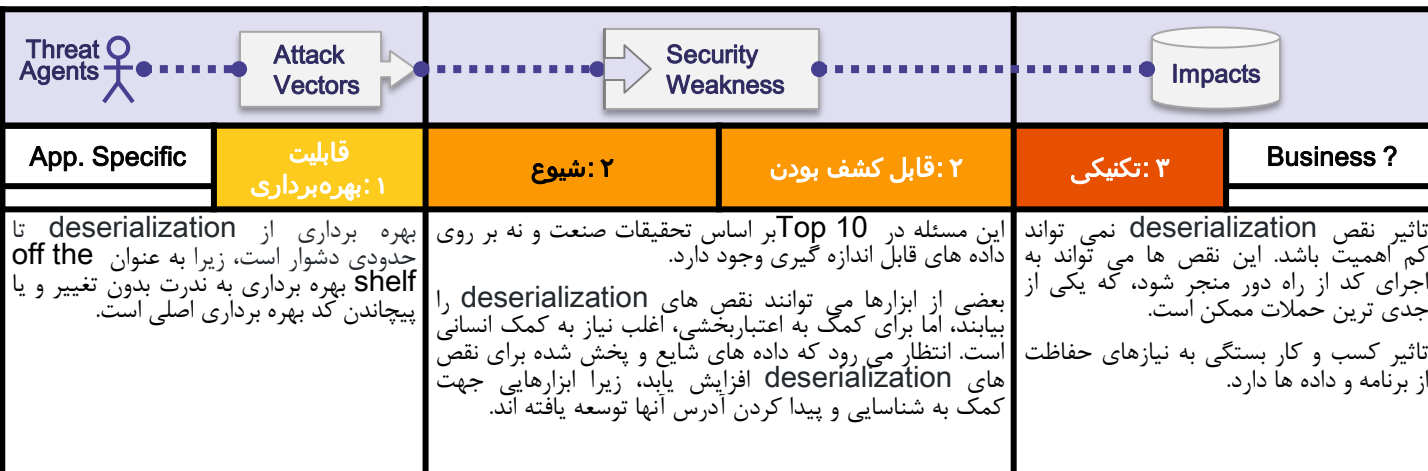 Threat
Agents
Attack
Vectors
Security
Weakness
Impacts
App. Specific
قابلیت
بهره‌برداری: ۱
شیوع: ۲
قابل کشف بودن: ۲
تکنیکی: ۳
Business ?
بهره برداری از deserialization تا
حدودی دشوار است، زیرا به عنوان off the
shelf بهره برداری به ندرت بدون تغییر و یا
پیچاندن کد بهره برداری اصلی است.
این مسئله در Top 10 بر اساس تحقیقات صنعت و نه بر روی
داده های قابل اندازه گیری وجود دارد.
بعضی از ابزارها می توانند نقص های deserialization را
بیابند، اما برای کمک به اعتباربخشی، اغلب نیاز به کمک انسانی
است. انتظار می رود که داده های شایع و پخش شده برای نقص
های deserialization افزایش یابد، زیرا ابزارهایی جهت
کمک به شناسایی و پیدا کردن آدرس آنها توسعه یافته اند.
تاثیر نقص deserialization نمی تواند
کم اهمیت باشد. این نقص ها می تواند به
اجرای کد از راه دور منجر شود، که یکی از
جدی ترین حملات ممکن است.
تاثیر کسب و کار بستگی به نیازهای حفاظت
از برنامه و داده ها دارد.